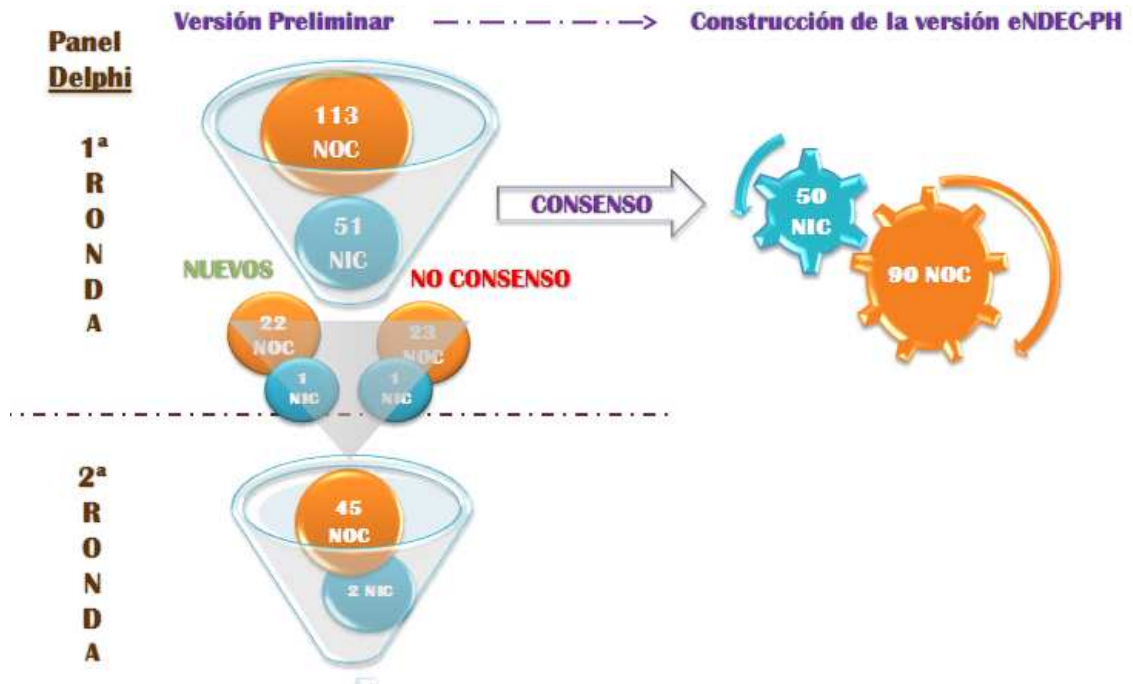 Versión Preliminar
Construcción de la versión eNDEC-PH
Panel
Delphi
1ª
R
O
N
D
A
113
NOC
51
NIC
CONSENSO
50
NIC
90 NOC
NUEVOS
NO CONSENSO
22
NOC
23
NOC
1
NIC
1
NIC
2ª
R
O
N
D
A
45
NOC
2 NIC